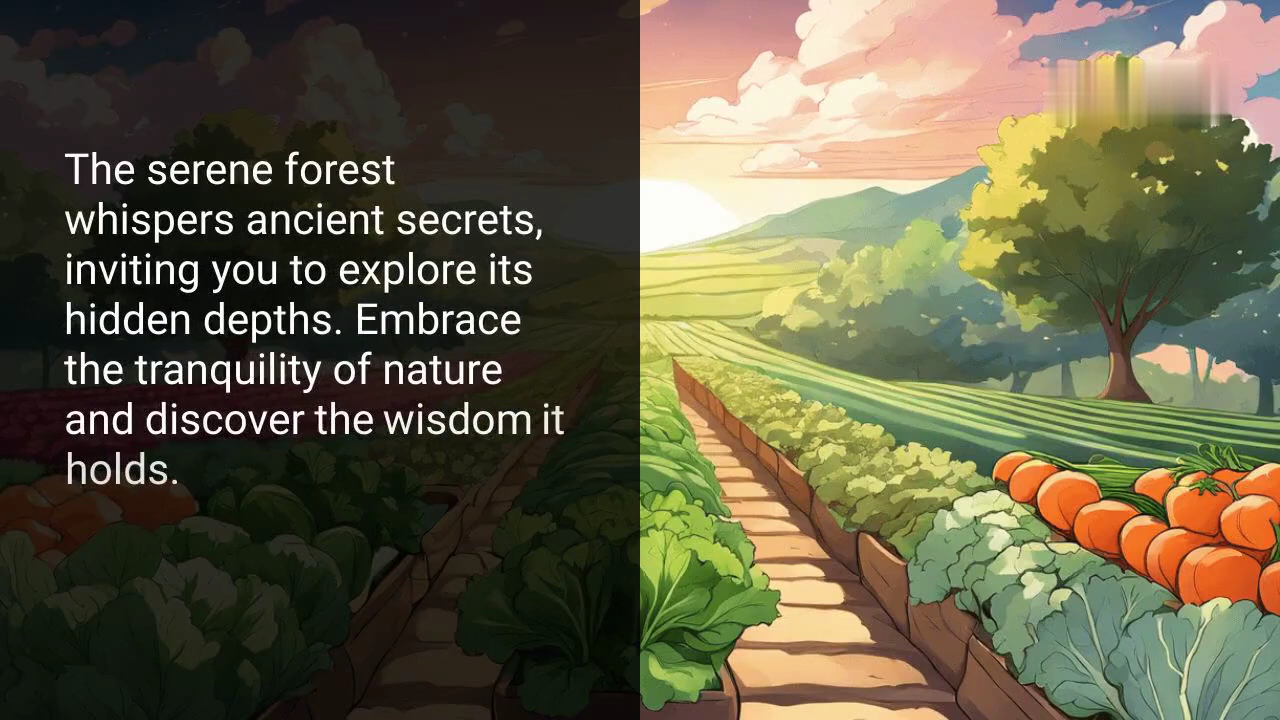 The serene forest
whispers ancient secrets,
inviting you to explore its
hidden depths. Embrace
the tranquility of nature
and discover the wisdom it
holds.